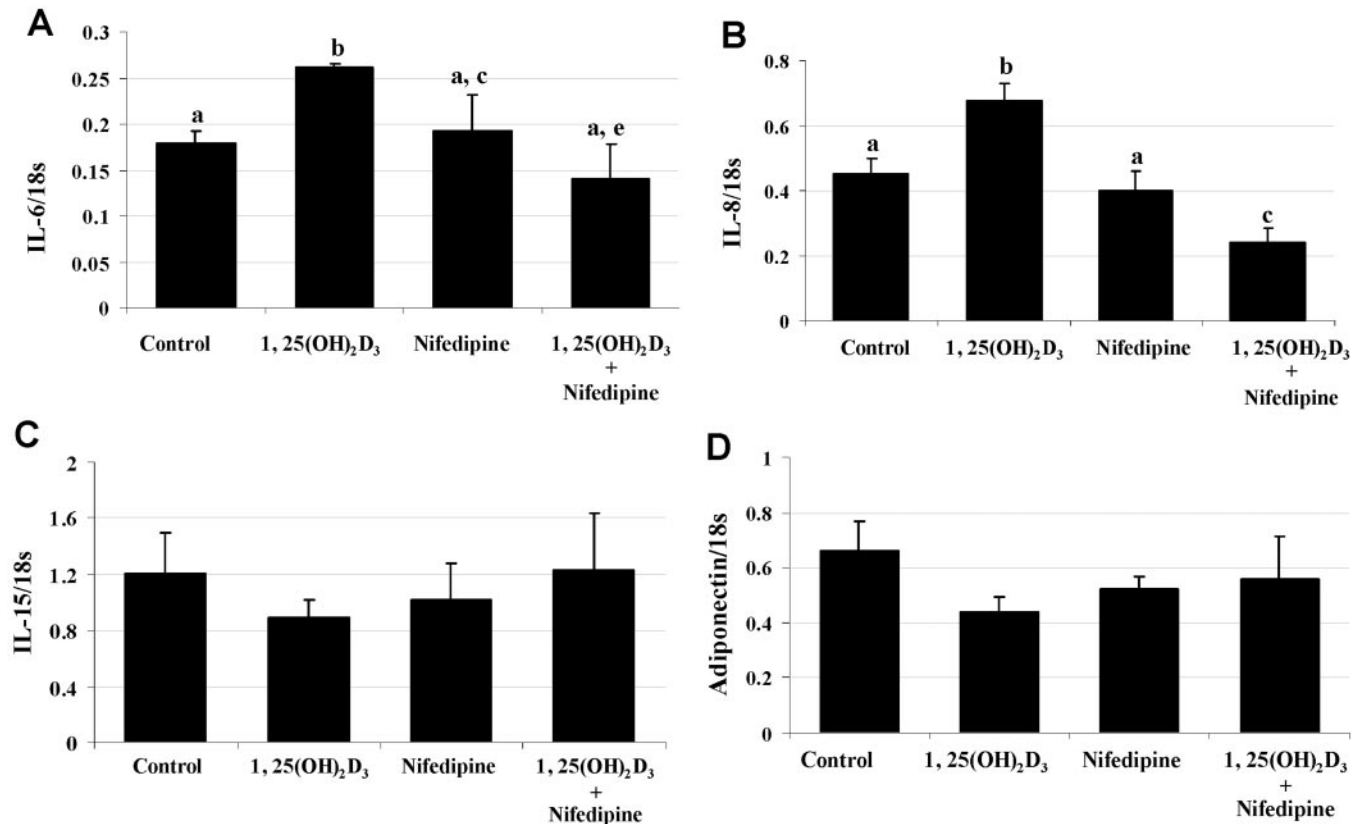 A
IL-6/18s
0.3
0.25
0.2
0.15
0.1
0.05
0
a
b
a, c
a, e
Control
1, 25(OH)₂D₃
Nifedipine
1, 25(OH)₂D₃
+
Nifedipine
B
IL-8/18s
0.8
0.6
0.4
0.2
0
a
b
a
c
Control
1, 25(OH)₂D₃
Nifedipine
1, 25(OH)₂D₃
+
Nifedipine
C
IL-15/18s
2
1.6
1.2
0.8
0.4
0
Control
1, 25(OH)₂D₃
Nifedipine
1, 25(OH)₂D₃
+
Nifedipine
D
Adiponectin/18s
1
0.8
0.6
0.4
0.2
0
Control
1, 25(OH)₂D₃
Nifedipine
1, 25(OH)₂D₃
+
Nifedipine